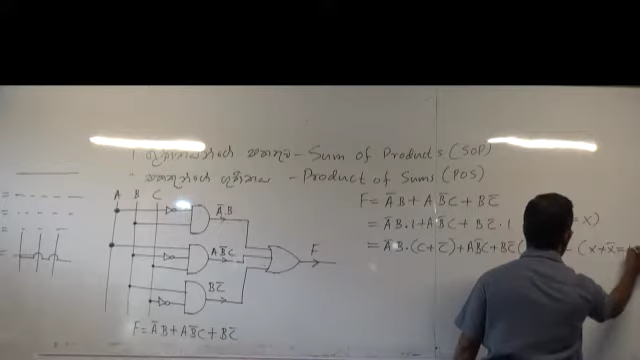 – Sum of Products (SOP)
– Product of Sums (POS)
A B C
A̅B
AB̅C
BC̅
F
F = A̅B + AB̅C + BC̅
F = A̅B + AB̅C + BC̅
= A̅B·1 + AB̅C + BC̅·1 = X)
= A̅B·(C + C̅) + AB̅C + BC̅( (X + X̅ =